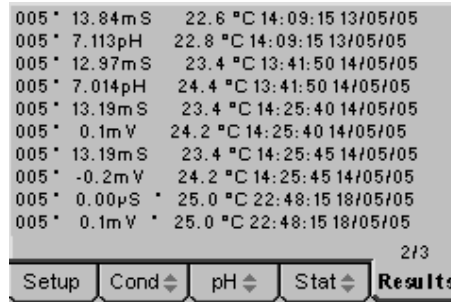 005 * 13.84mS 22.6 °C 14:09:15 13/05/05
005 * 7.113pH 22.8 °C 14:09:15 13/05/05
005 * 12.97mS 23.4 °C 13:41:50 14/05/05
005 * 7.014pH 24.4 °C 13:41:50 14/05/05
005 * 13.19mS 23.4 °C 14:25:40 14/05/05
005 * 0.1mV 24.2 °C 14:25:40 14/05/05
005 * 13.19mS 23.4 °C 14:25:45 14/05/05
005 * -0.2mV 24.2 °C 14:25:45 14/05/05
005 * 0.00µS * 25.0 °C 22:48:15 18/05/05
005 * 0.1mV * 25.0 °C 22:48:15 18/05/05
2/3
Setup Cond pH Stat Results